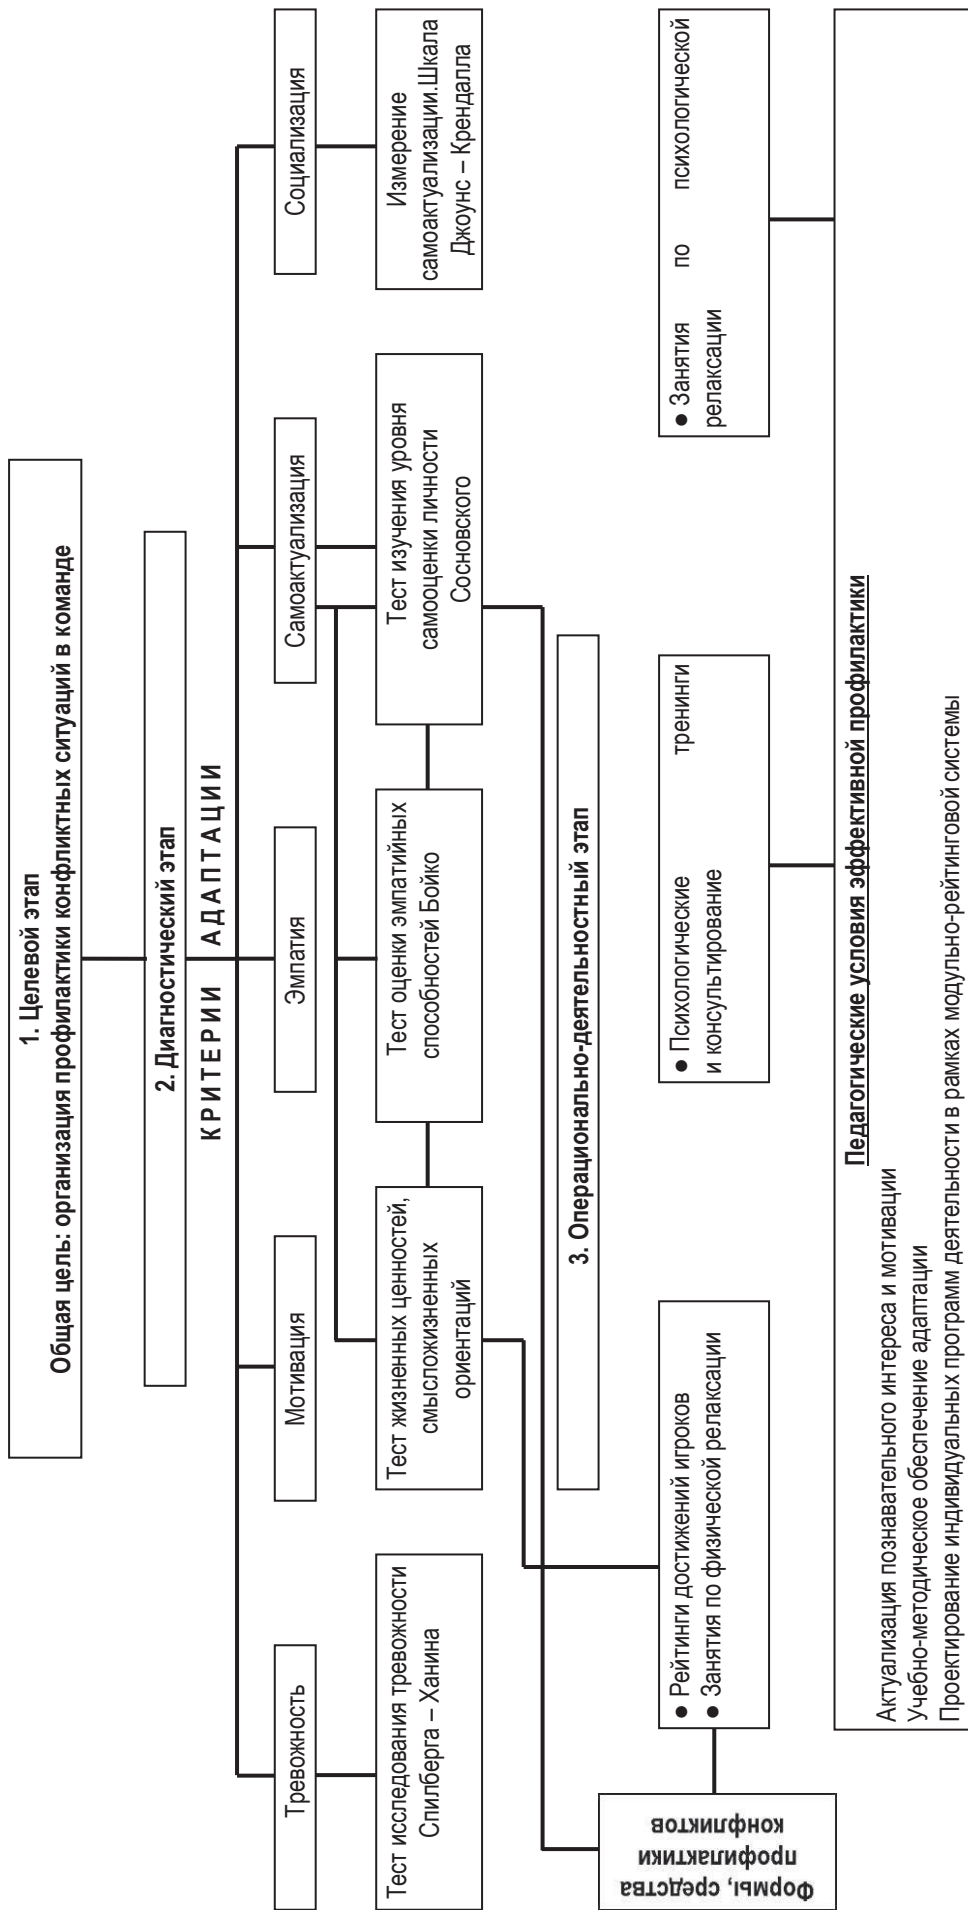 1. Целевой этап
Общая цель: организация профилактики конфликтных ситуаций в команде
2. Диагностический этап
КРИТЕРИИ АДАПТАЦИИ
Тревожность
Мотивация
Эмпатия
Самоактуализация
Социализация
Тест исследования тревожности
Спилберга – Ханина
Тест жизненных ценностей,
смысложизненных
ориентаций
Тест оценки эмпатийных
способностей Бойко
Тест изучения уровня
самооценки личности
Сосновского
Измерение
самоактуализации.Шкала
Джоунс – Крендалла
3. Операционально-деятельностный этап
Формы, средства
профилактики
конфликтов
● Рейтинги достижений игроков
● Занятия по физической релаксации
● Психологические тренинги
и консультирование
● Занятия по психологической
релаксации
Педагогические условия эффективной профилактики
Актуализация познавательного интереса и мотивации
Учебно-методическое обеспечение адаптации
Проектирование индивидуальных программ деятельности в рамках модульно-рейтинговой системы